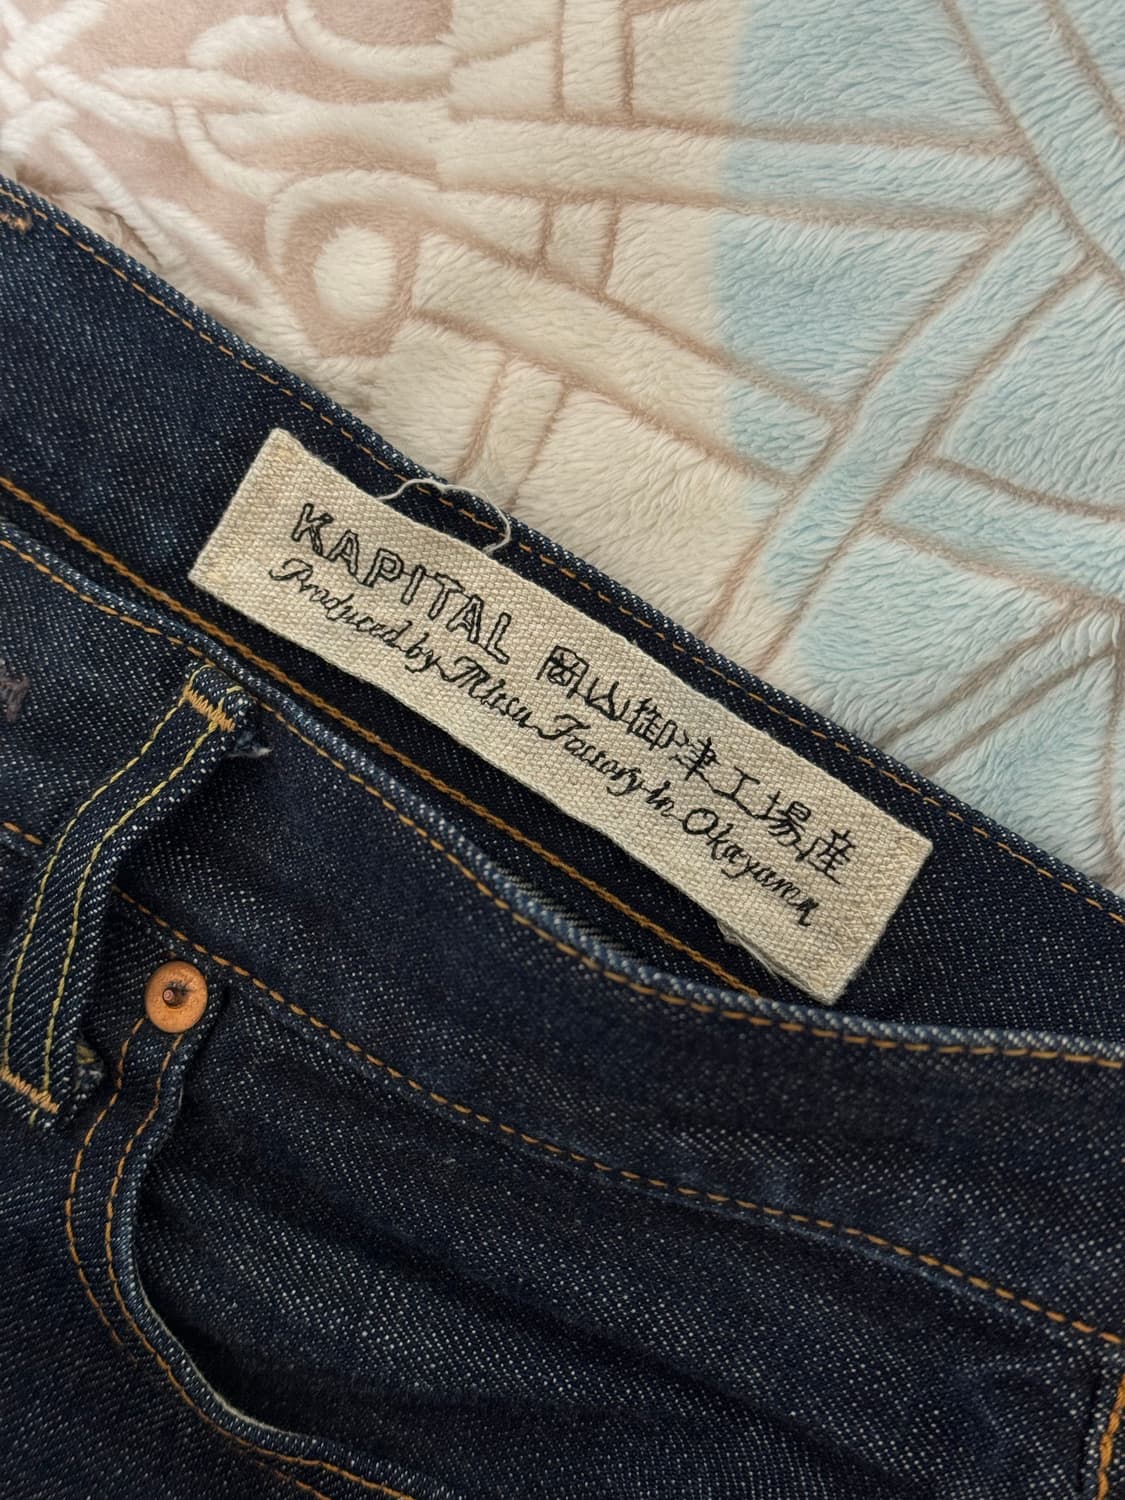 KAPITAL 岡山御津工場産
Produced by Mitsu Factory in Okayama